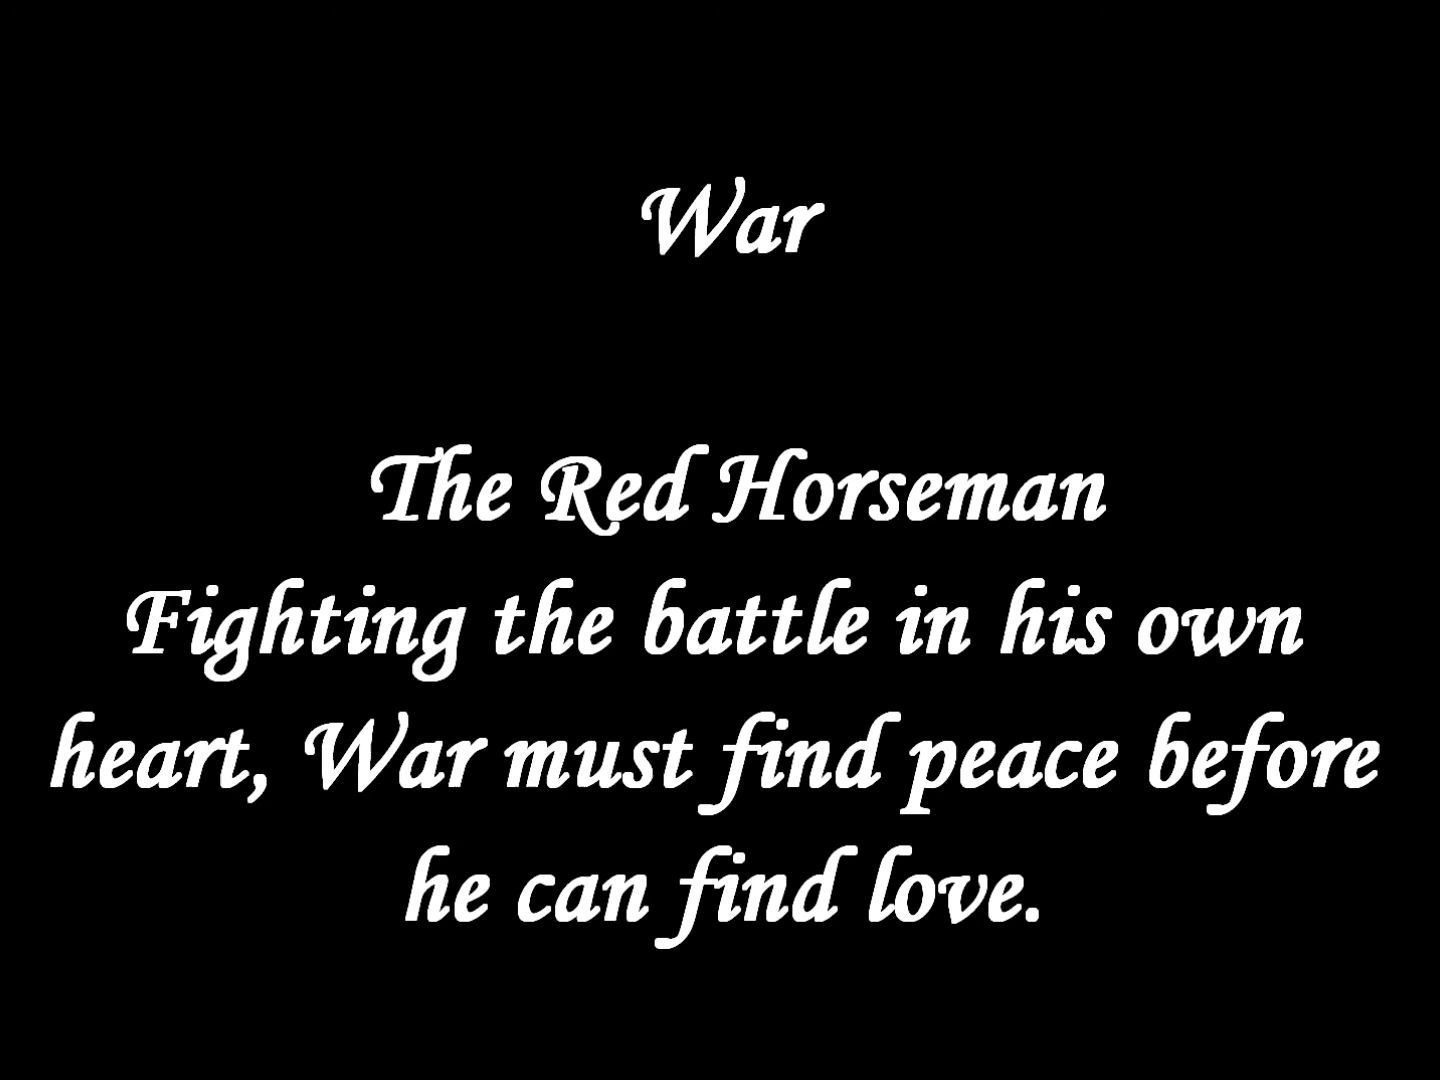 War
The Red Horseman
Fighting the battle in his own
heart, War must find peace before
he can find love.